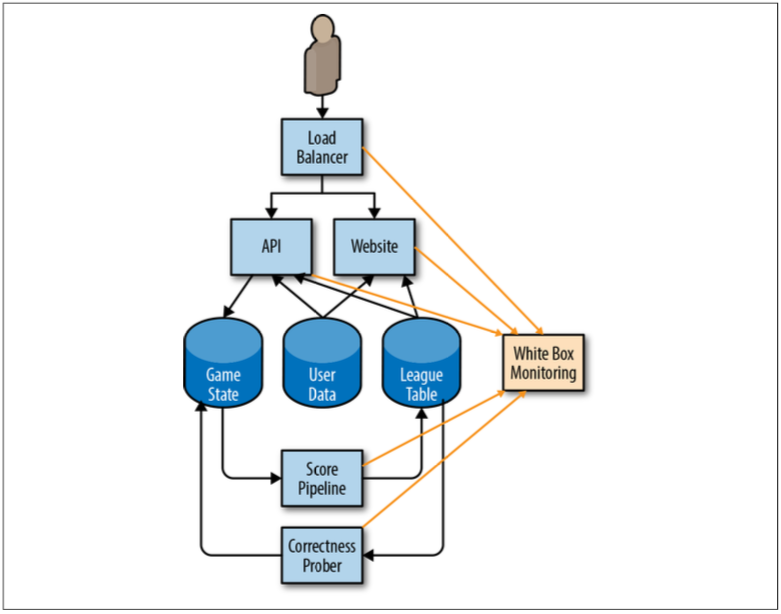 Load
Balancer
API
Website
Game
State
User
Data
League
Table
White Box
Monitoring
Score
Pipeline
Correctness
Prober